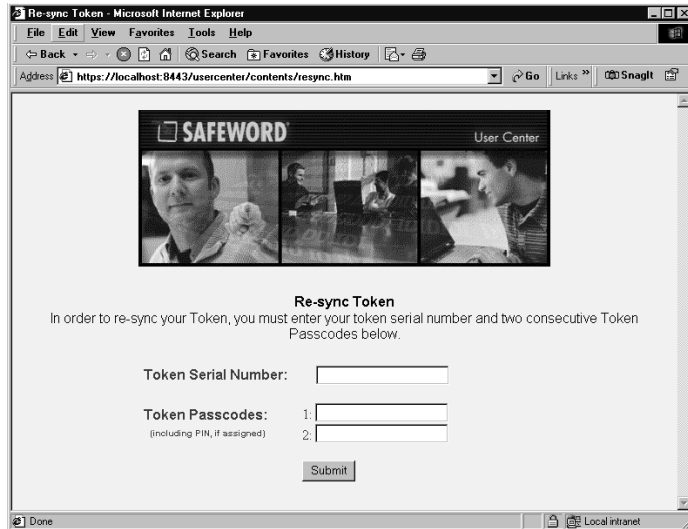 Re-sync Token - Microsoft Internet Explorer
File Edit View Favorites Tools Help
Back Search Favorites History
Address https://localhost:8443/usercenter/contents/resync.htm Go Links » SnagIt
SAFEWORD
User Center
Re-sync Token
In order to re-sync your Token, you must enter your token serial number and two consecutive Token
Passcodes below.
Token Serial Number:
Token Passcodes: 1:
(including PIN, if assigned) 2:
Submit
Done Local intranet